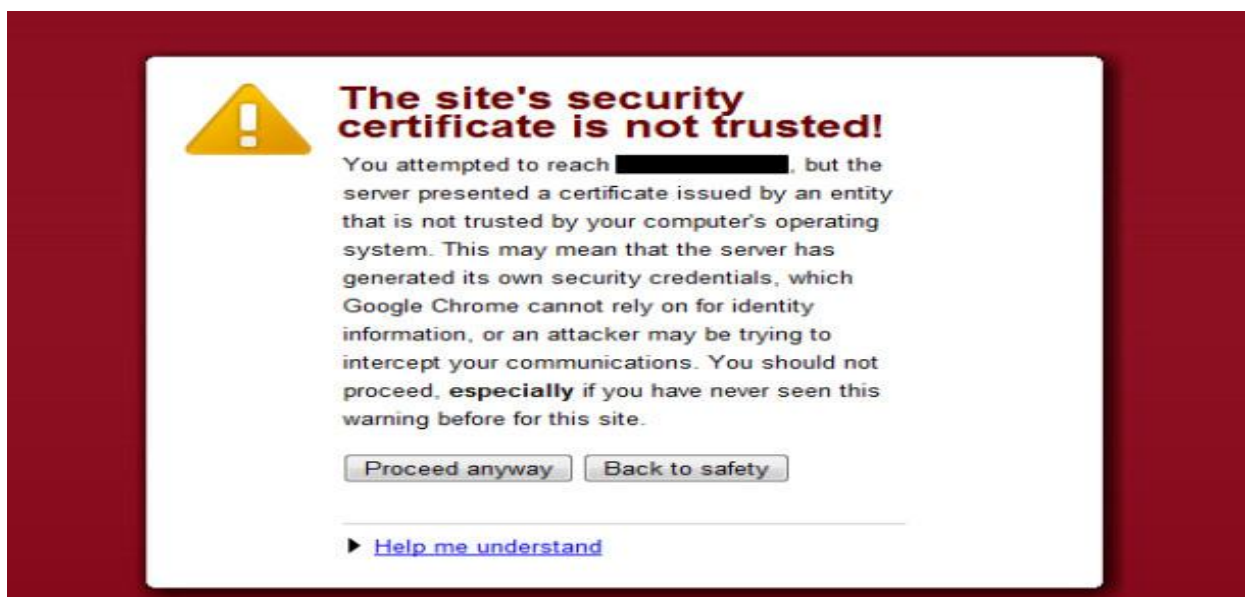 The site's security
certificate is not trusted!
You attempted to reach , but the
server presented a certificate issued by an entity
that is not trusted by your computer's operating
system. This may mean that the server has
generated its own security credentials, which
Google Chrome cannot rely on for identity
information, or an attacker may be trying to
intercept your communications. You should not
proceed, especially if you have never seen this
warning before for this site.
Proceed anyway Back to safety
Help me understand